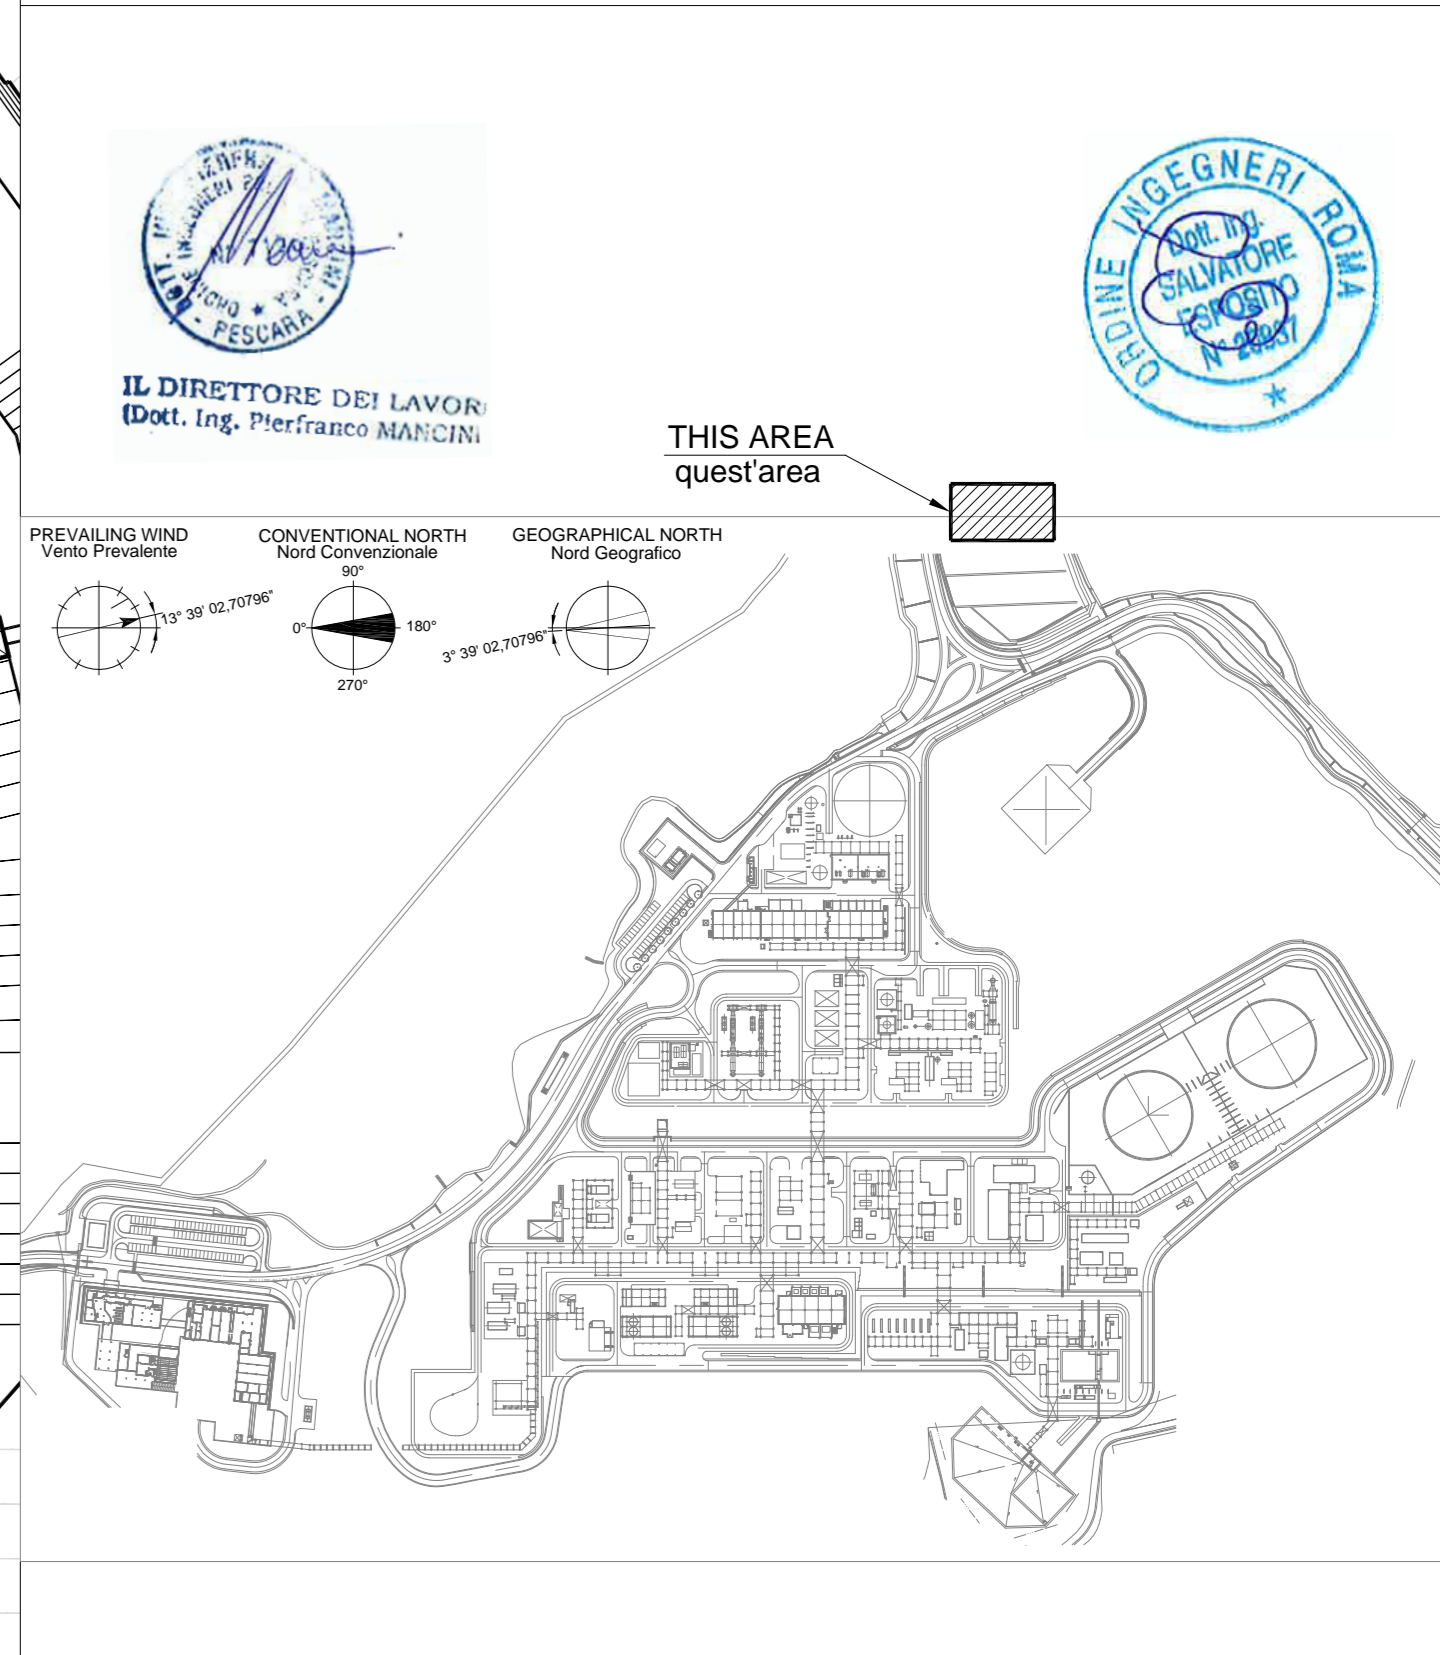 PESCARA
IL DIRETTORE DEI LAVORI
(Dott. Ing. Pierfranco MANCINI
ORDINE INGEGNERI ROMA
Dott. Ing.
SALVATORE
ESPOSITO
N° 20937
THIS AREA
quest'area
PREVAILING WIND
Vento Prevalente
13° 39' 02,70796"
CONVENTIONAL NORTH
Nord Convenzionale
90°
0°
180°
270°
GEOGRAPHICAL NORTH
Nord Geografico
3° 39' 02,70796"